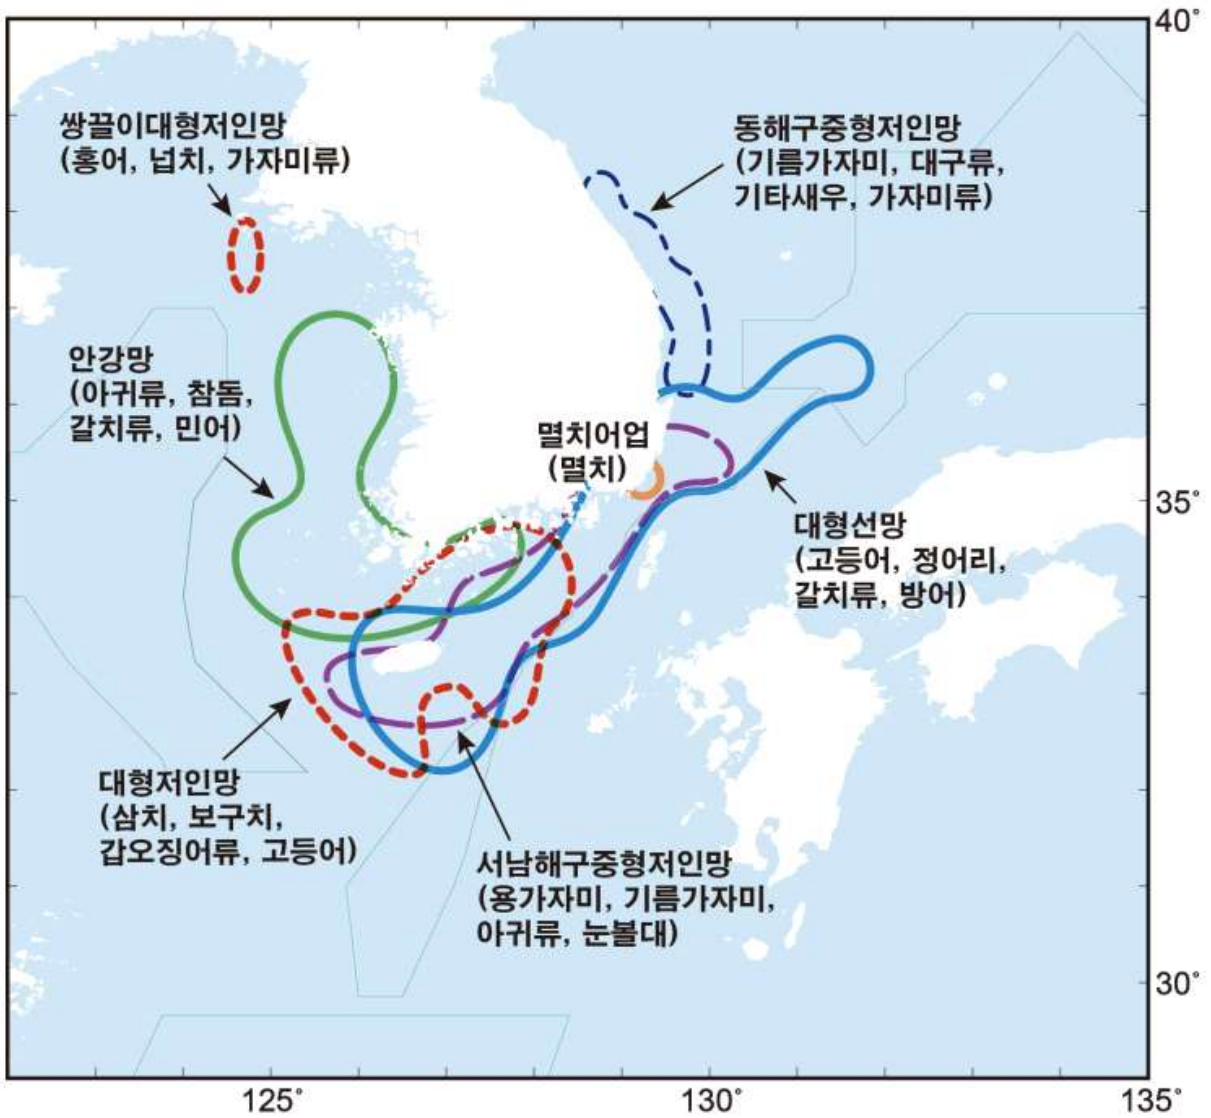 40°
쌍끌이대형저인망
(홍어, 넙치, 가자미류)
동해구중형저인망
(기름가자미, 대구류,
기타새우, 가자미류)
안강망
(아귀류, 참돔,
갈치류, 민어)
멸치어업
(멸치)
35°
대형선망
(고등어, 정어리,
갈치류, 방어)
대형저인망
(삼치, 보구치,
갑오징어류, 고등어)
서남해구중형저인망
(용가자미, 기름가자미,
아귀류, 눈볼대)
30°
125°
130°
135°